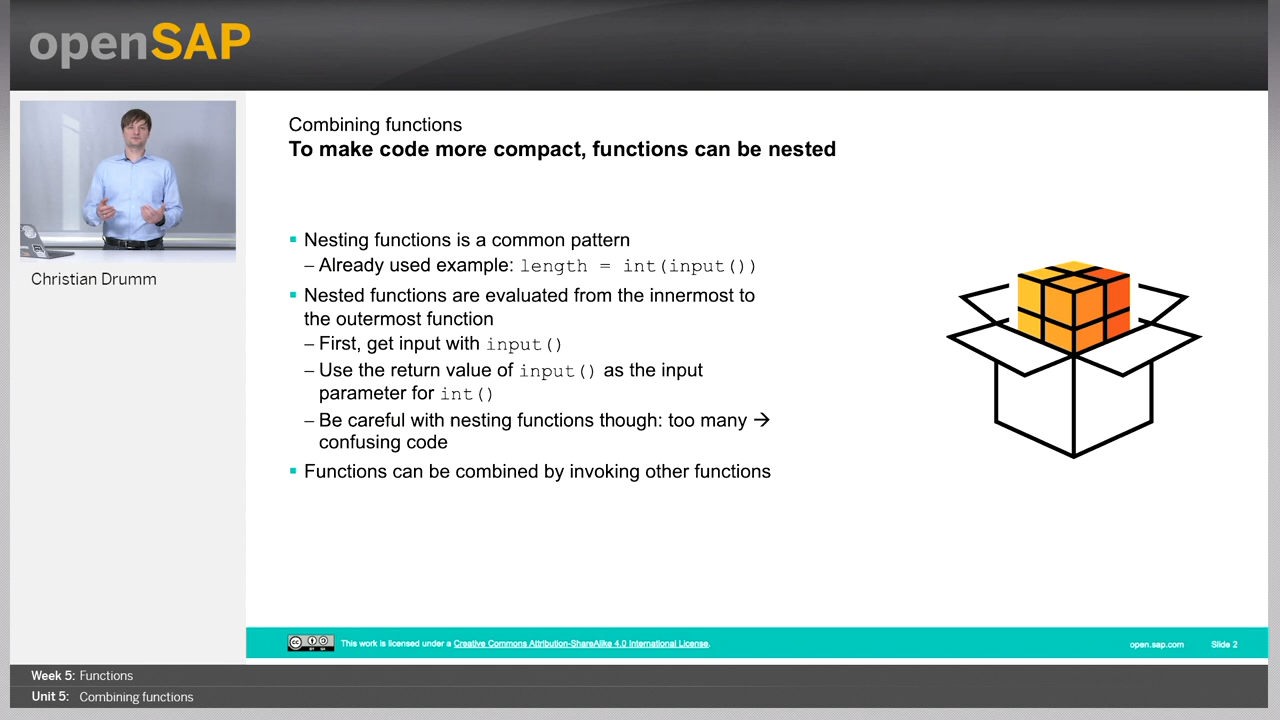 openSAP
Christian Drumm
Combining functions
To make code more compact, functions can be nested
▪ Nesting functions is a common pattern
– Already used example: length = int(input())
▪ Nested functions are evaluated from the innermost to
the outermost function
– First, get input with input()
– Use the return value of input() as the input
parameter for int()
– Be careful with nesting functions though: too many →
confusing code
▪ Functions can be combined by invoking other functions
CC BY SA
This work is licensed under a Creative Commons Attribution-ShareAlike 4.0 International License.
open.sap.com
Slide 2
Week 5: Functions
Unit 5: Combining functions